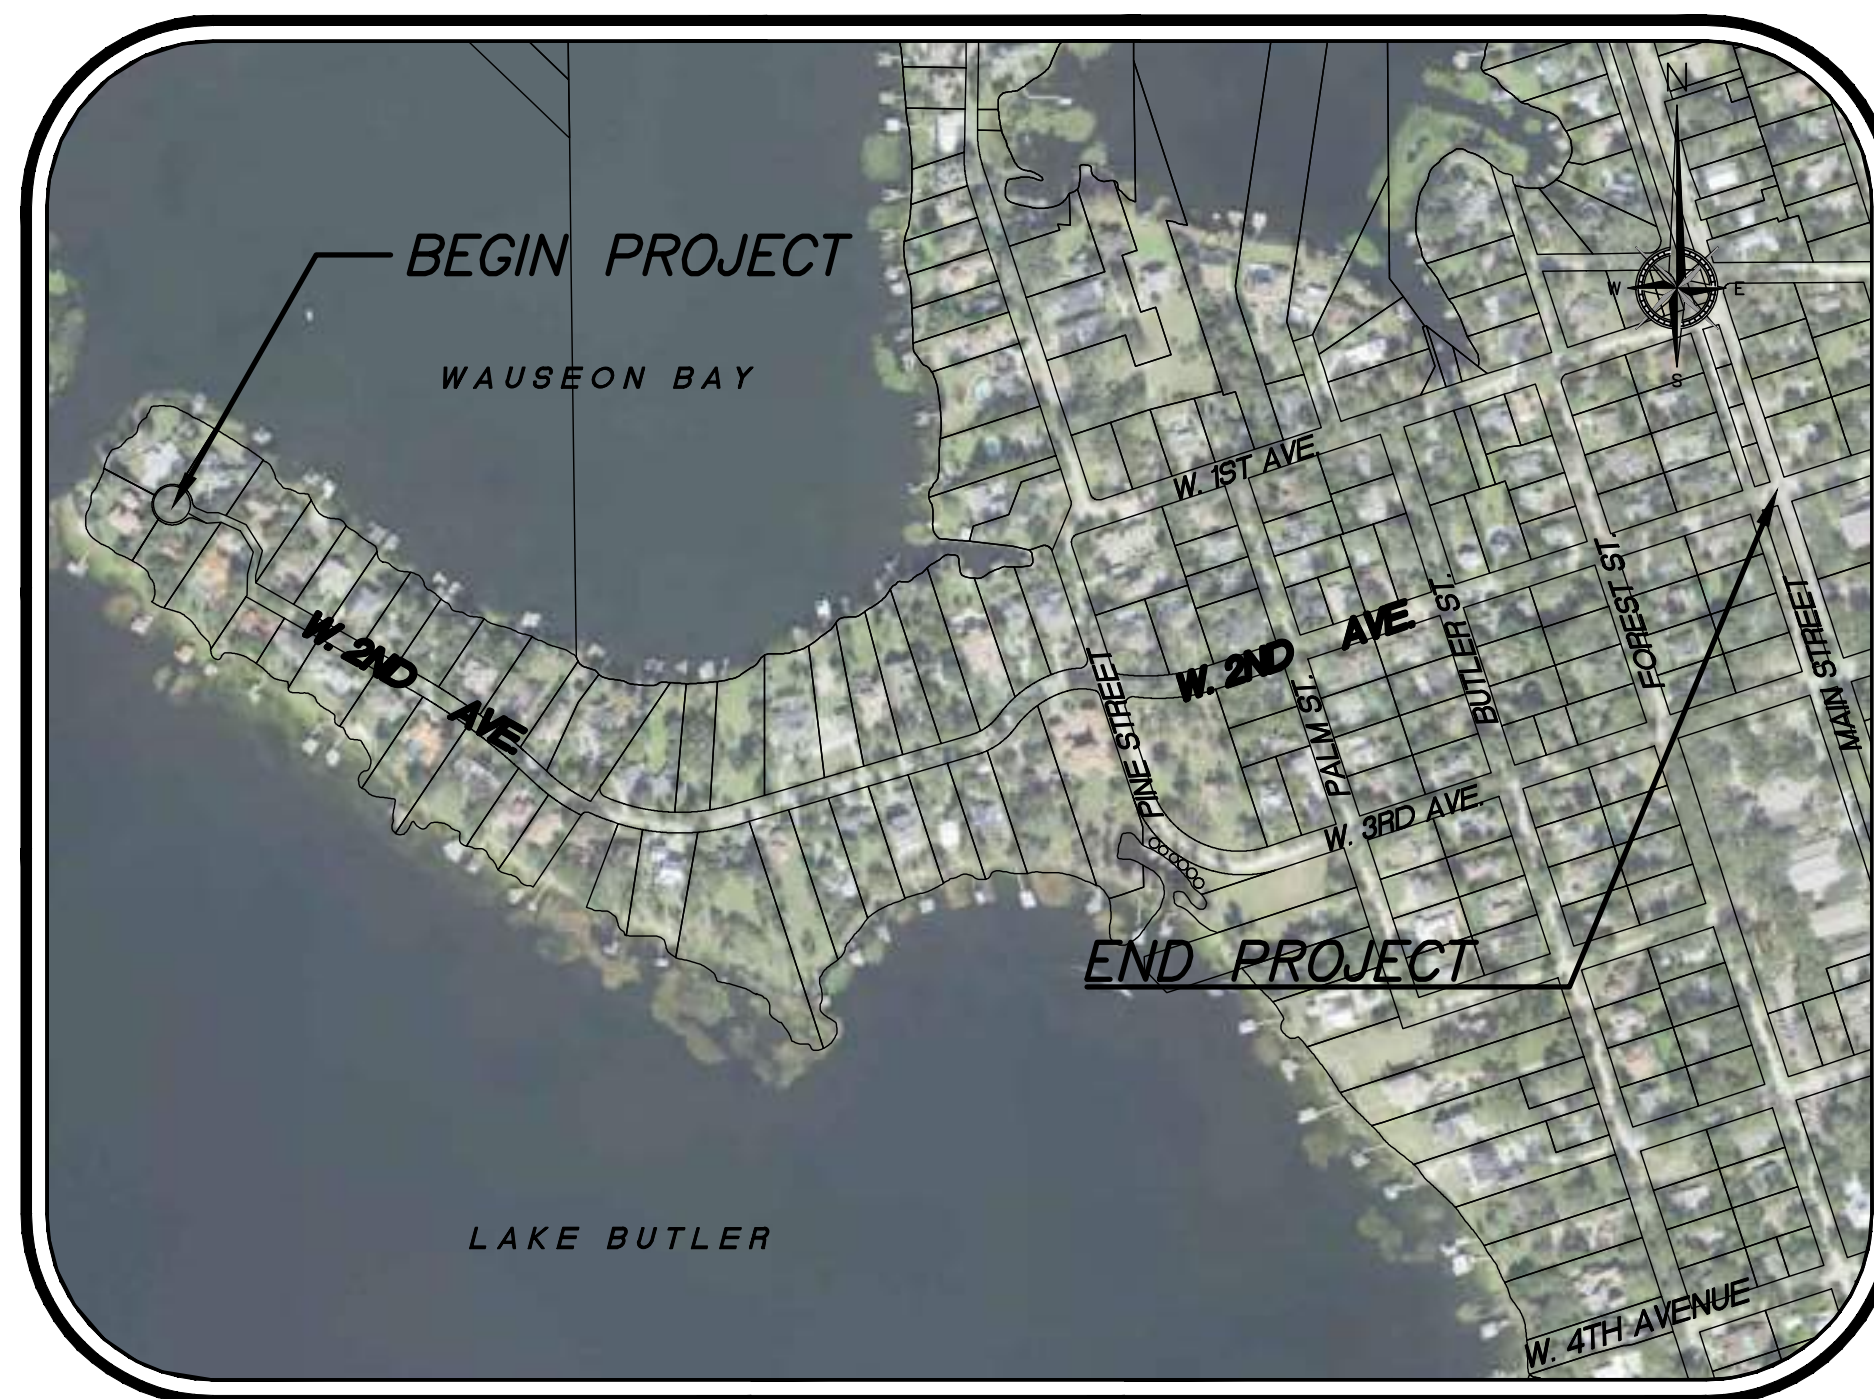 N
BEGIN PROJECT
W
E
WAUSEON BAY
S
W. 1ST AVE.
W. 2ND AVE.
W. 2ND AVE.
PINE STREET
PALM ST.
BUTLER ST.
FOREST ST.
MAIN STREET
W. 3RD AVE.
END PROJECT
LAKE BUTLER
W. 4TH AVENUE